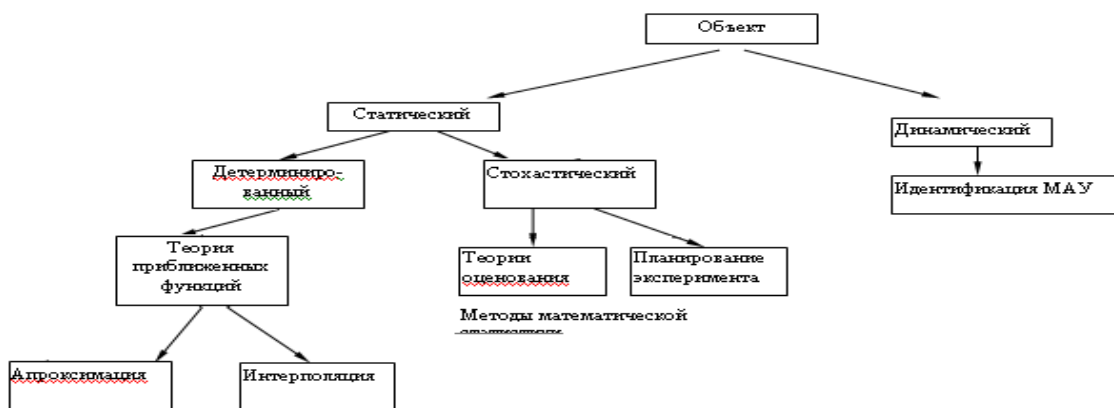 Объект
Статический
Динамический
Детерминиро-
ванный
Стохастический
Идентификация МАУ
Теория
приближенных
функций
Теории
оценования
Планирование
эксперимента
Методы математической
Апроксимация
Интерполяция